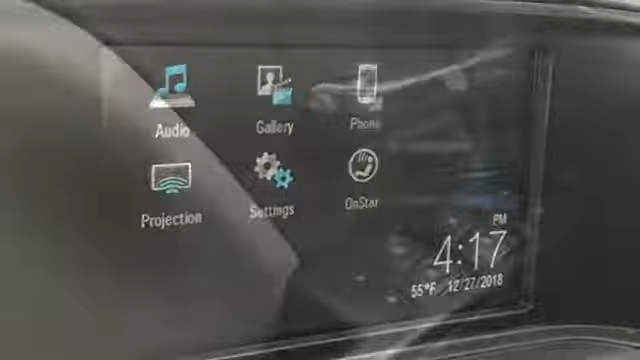 Audio Gallery Phone
Projection Settings OnStar
PM
4:17
55°F 12/27/2018